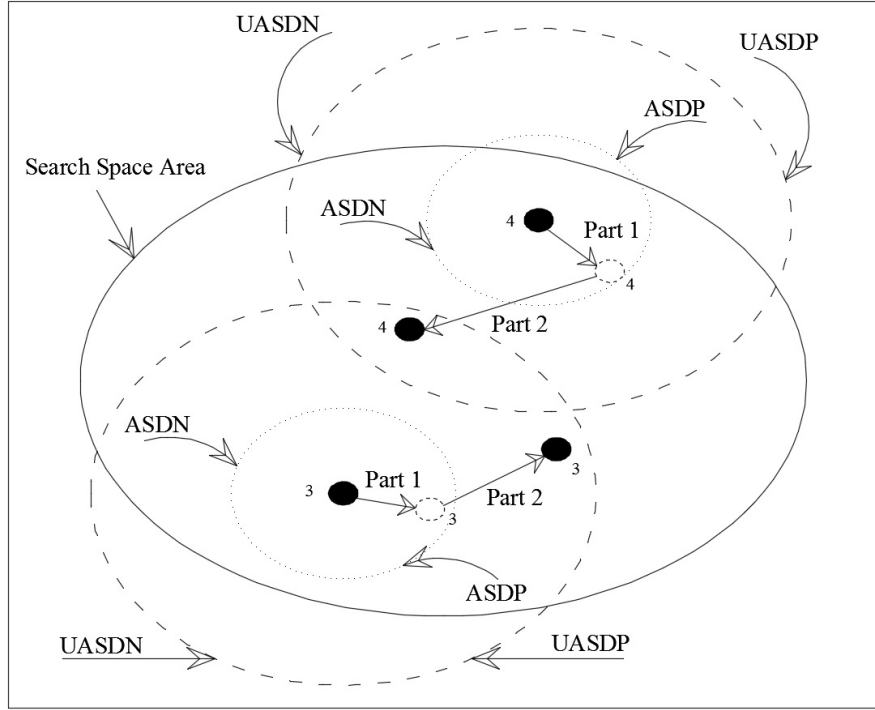 UASDN
UASDP
ASDP
Search Space Area
ASDN
4
Part 1
4
4
Part 2
ASDN
3
Part 1
3
Part 2
3
ASDP
UASDN
UASDP